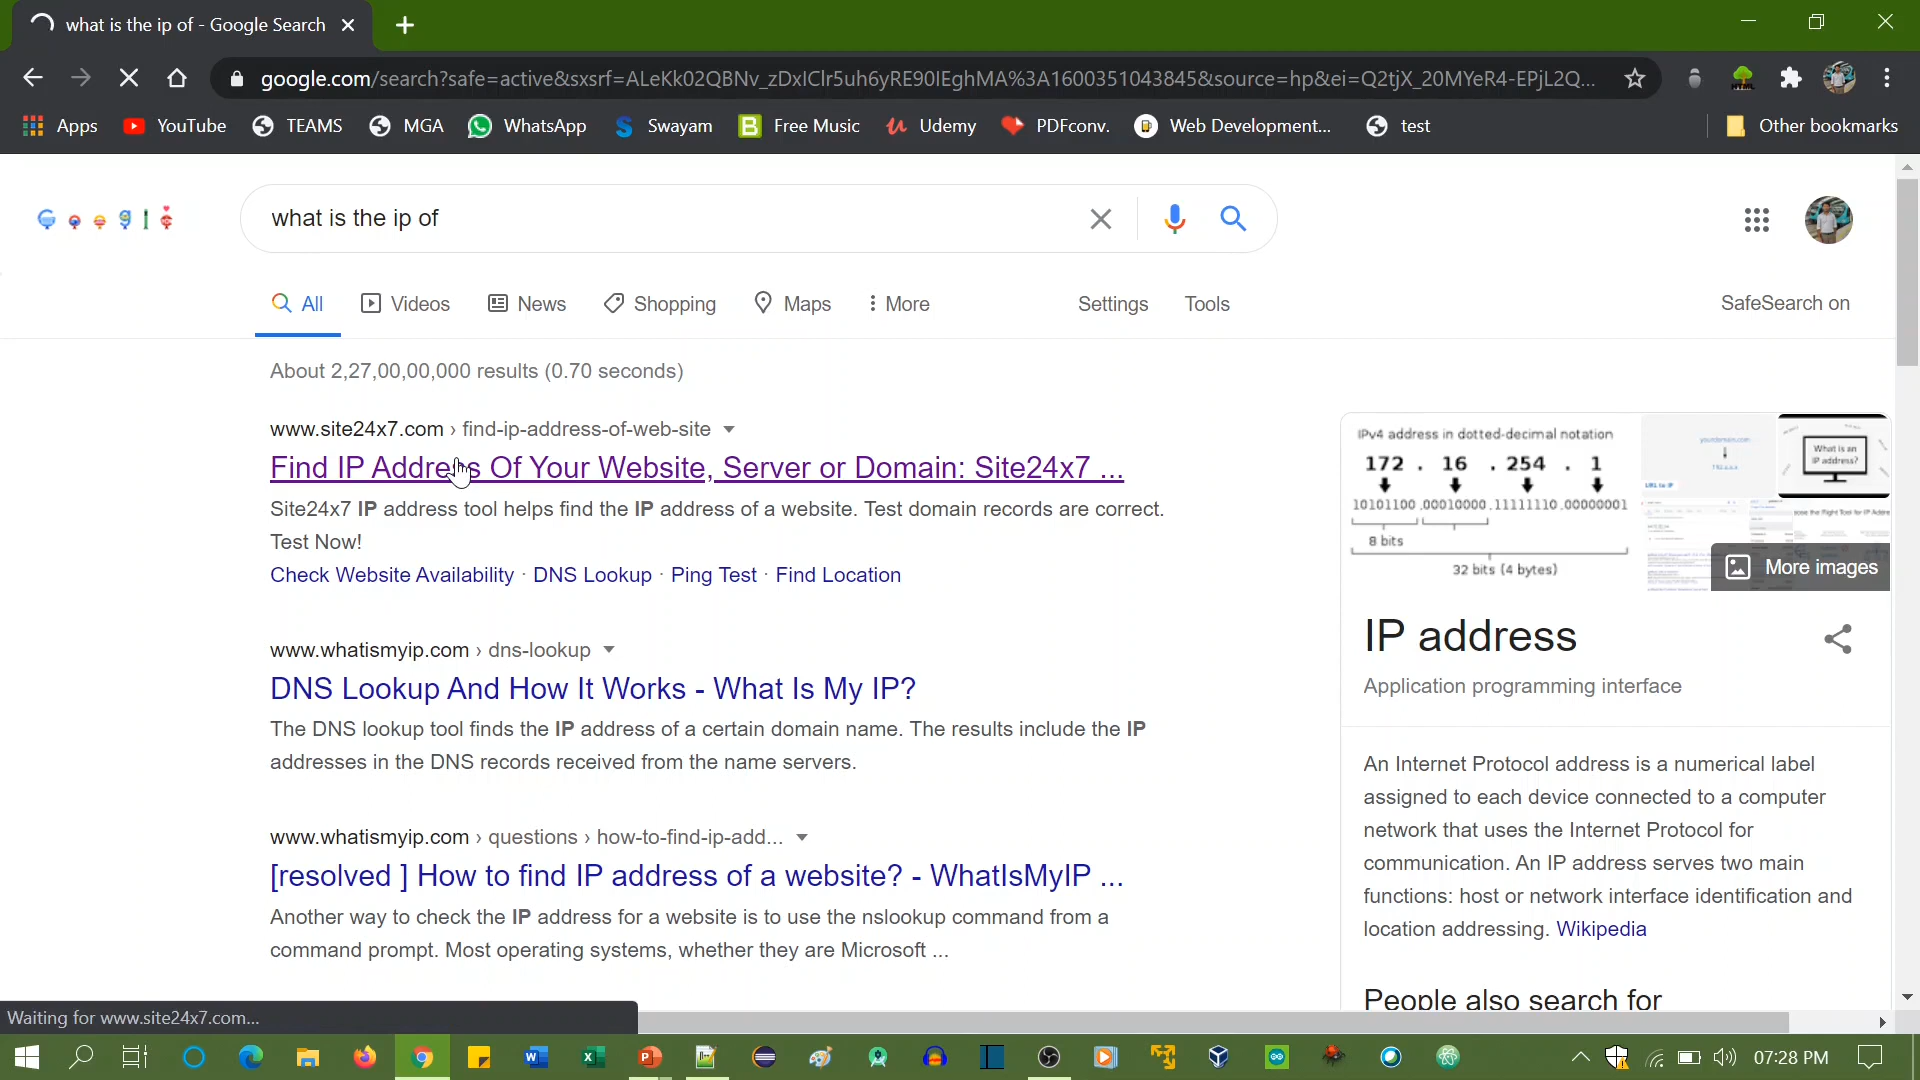 what is the ip of - Google Search
google.com/search?safe=active&sxsrf=ALeKk02QBNv_zDxIClr5uh6yRE90IEghMA%3A1600351043845&source=hp&ei=Q2tjX_20MYeR4-EPjL2Q...
Apps YouTube TEAMS MGA WhatsApp Swayam Free Music Udemy PDFconv. Web Development... test Other bookmarks
Google
what is the ip of
All Videos News Shopping Maps More Settings Tools SafeSearch on
About 2,27,00,00,000 results (0.70 seconds)
www.site24x7.com › find-ip-address-of-web-site
Find IP Address Of Your Website, Server or Domain: Site24x7 ...
Site24x7 IP address tool helps find the IP address of a website. Test domain records are correct.
Test Now!
Check Website Availability · DNS Lookup · Ping Test · Find Location
www.whatismyip.com › dns-lookup
DNS Lookup And How It Works - What Is My IP?
The DNS lookup tool finds the IP address of a certain domain name. The results include the IP
addresses in the DNS records received from the name servers.
www.whatismyip.com › questions › how-to-find-ip-add...
[resolved ] How to find IP address of a website? - WhatIsMyIP ...
Another way to check the IP address for a website is to use the nslookup command from a
command prompt. Most operating systems, whether they are Microsoft ...
IPv4 address in dotted-decimal notation
172 . 16 . 254 . 1
10101100 .00010000 .11111110 .00000001
8 bits
32 bits (4 bytes)
yourdomain.com
URL to IP
What is an
IP address?
More images
IP address
Application programming interface
An Internet Protocol address is a numerical label
assigned to each device connected to a computer
network that uses the Internet Protocol for
communication. An IP address serves two main
functions: host or network interface identification and
location addressing. Wikipedia
People also search for
Waiting for www.site24x7.com...
07:28 PM